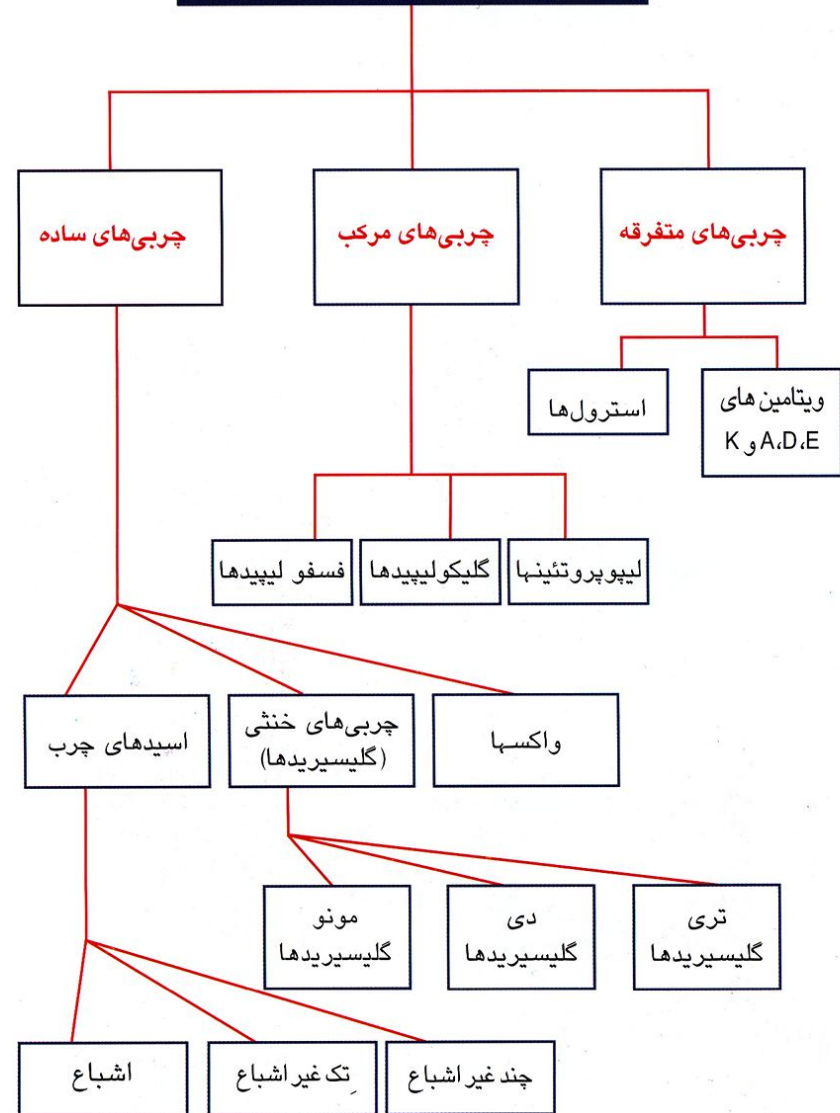 چربی‌های متفرقه
چربی‌های مرکب
چربی‌های ساده
ویتامین های
A،D،E و K
استرول‌ها
لیپوپروتئینها
گلیکولیپیدها
فسفو لیپیدها
واکسها
چربی‌های خنثی
(گلیسیریدها)
اسیدهای چرب
تری
گلیسیریدها
دی
گلیسیریدها
مونو
گلیسیریدها
چند غیر اشباع
تک غیر اشباع
اشباع